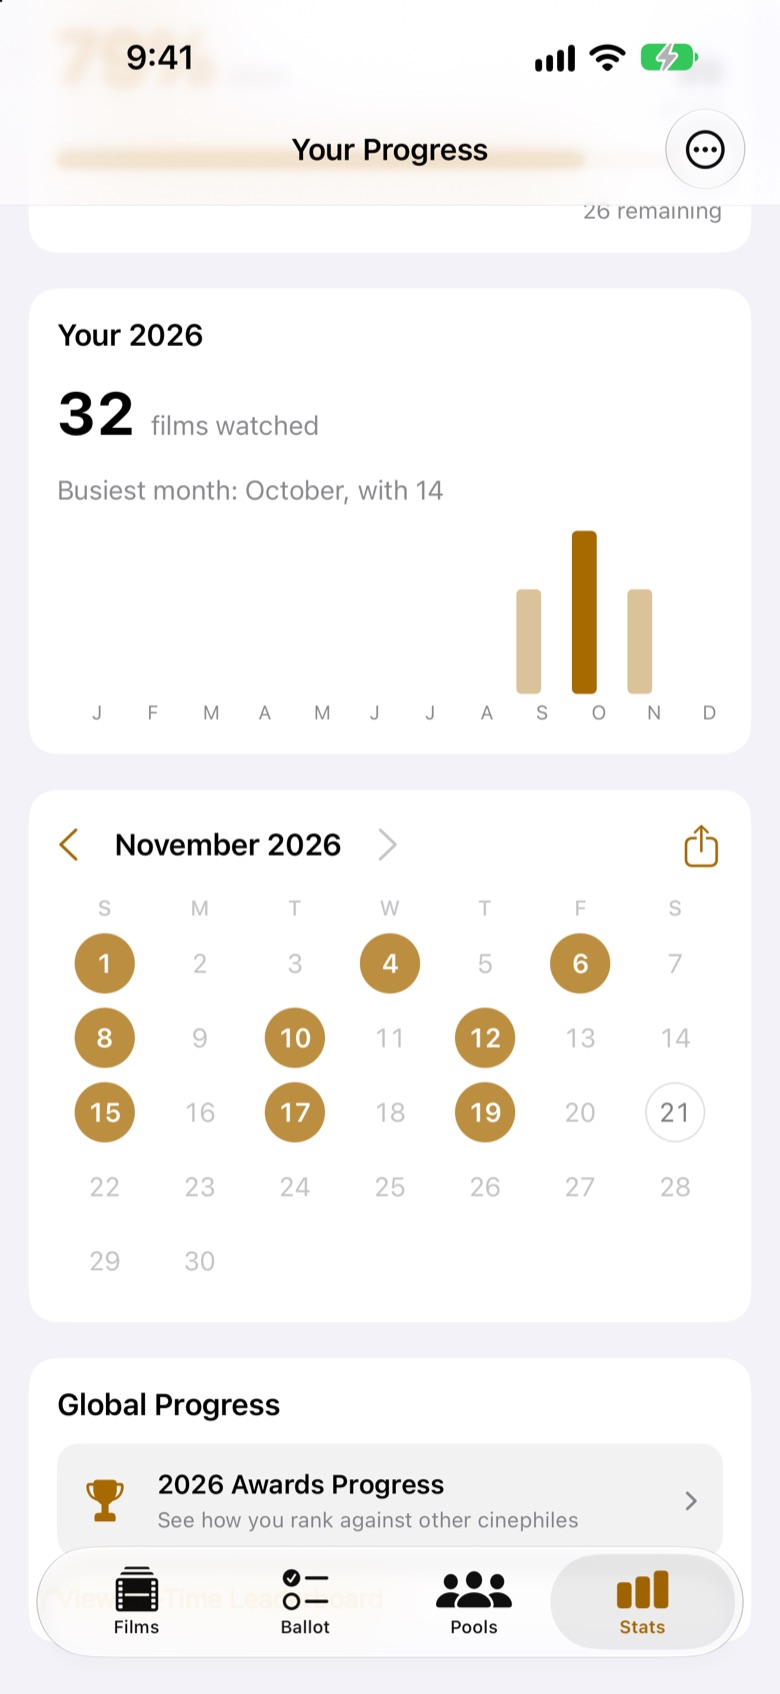 9:41
Your Progress
26 remaining
Your 2026
32 films watched
Busiest month: October, with 14
J F M A M J J A S O N D
November 2026
S M T W T F S
1 2 3 4 5 6 7
8 9 10 11 12 13 14
15 16 17 18 19 20 21
22 23 24 25 26 27 28
29 30
Global Progress
2026 Awards Progress
See how you rank against other cinephiles
Films Ballot Pools Stats